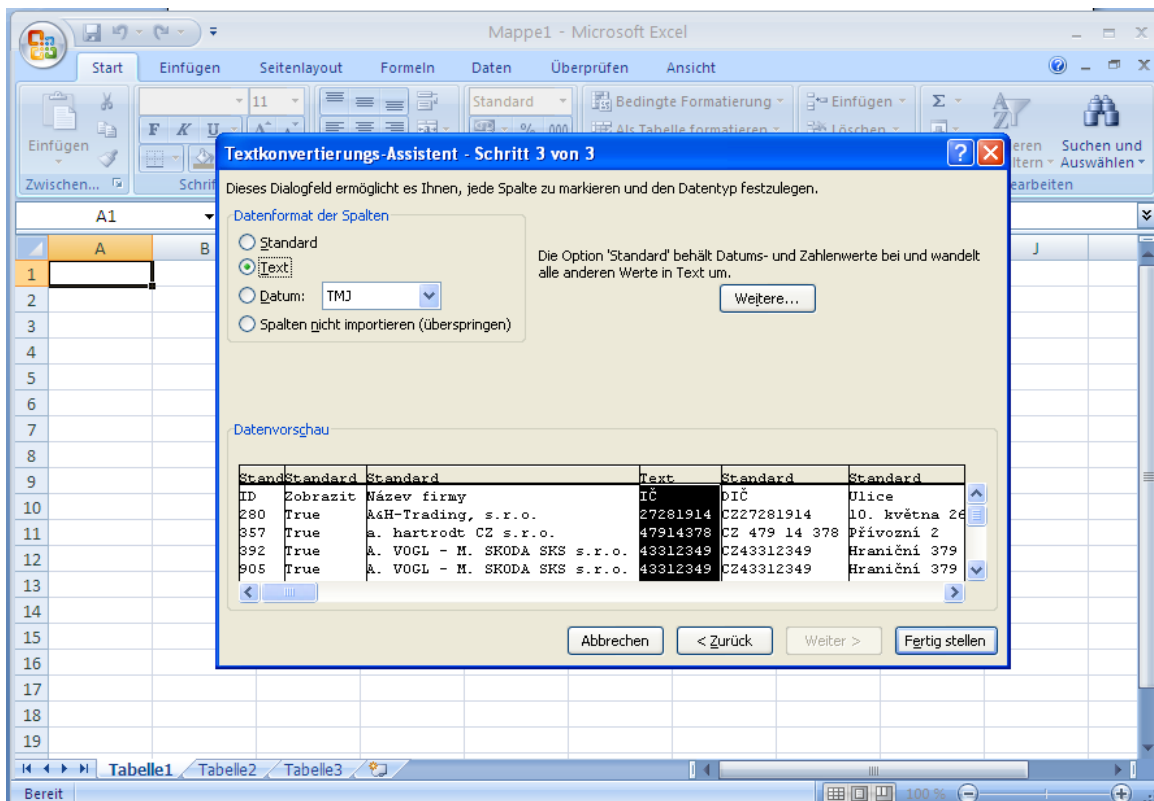 Mappe1 - Microsoft Excel
Start Einfügen Seitenlayout Formeln Daten Überprüfen Ansicht
11 Standard Bedingte Formatierung Einfügen Σ
F K U % 000 Als Tabelle formatieren Löschen
Einfügen Suchen und
Auswählen
Zwischen... Schrif earbeiten
A1
A B J
Textkonvertierungs-Assistent - Schritt 3 von 3
Dieses Dialogfeld ermöglicht es Ihnen, jede Spalte zu markieren und den Datentyp festzulegen.
Datenformat der Spalten
Standard
Text
Datum: TMJ
Spalten nicht importieren (überspringen)
Die Option 'Standard' behält Datums- und Zahlenwerte bei und wandelt
alle anderen Werte in Text um.
Weitere...
Datenvorschau
Stand Standard Standard Text Standard Standard
ID Zobrazit Název firmy IČ DIČ Ulice
280 True A&H-Trading, s.r.o. 27281914 CZ27281914 10. května 26
357 True a. hartrodt CZ s.r.o. 47914378 CZ 479 14 378 Přívozní 2
392 True A. VOGL - M. SKODA SKS s.r.o. 43312349 CZ43312349 Hraniční 379
905 True A. VOGL - M. SKODA SKS s.r.o. 43312349 CZ43312349 Hraniční 379
Abbrechen < Zurück Weiter > Fertig stellen
1
2
3
4
5
6
7
8
9
10
11
12
13
14
15
16
17
18
19
Tabelle1 Tabelle2 Tabelle3
Bereit 100 %